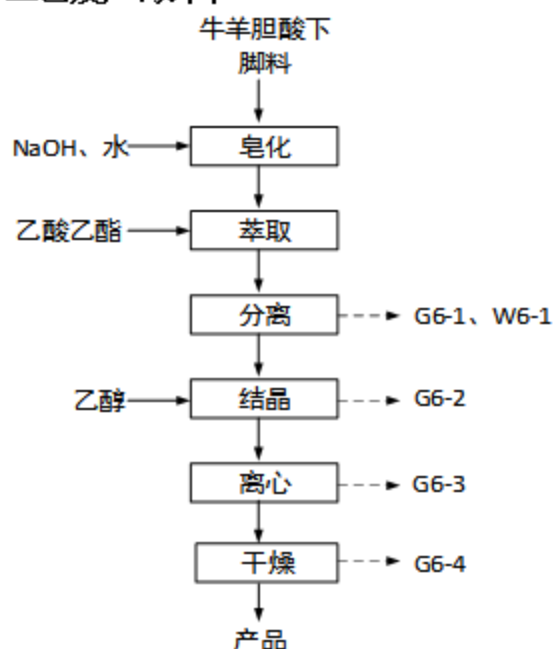 牛羊胆酸下
脚料
NaOH、水
皂化
乙酸乙酯
萃取
分离
G6-1、W6-1
乙醇
结晶
G6-2
离心
G6-3
干燥
G6-4
产品